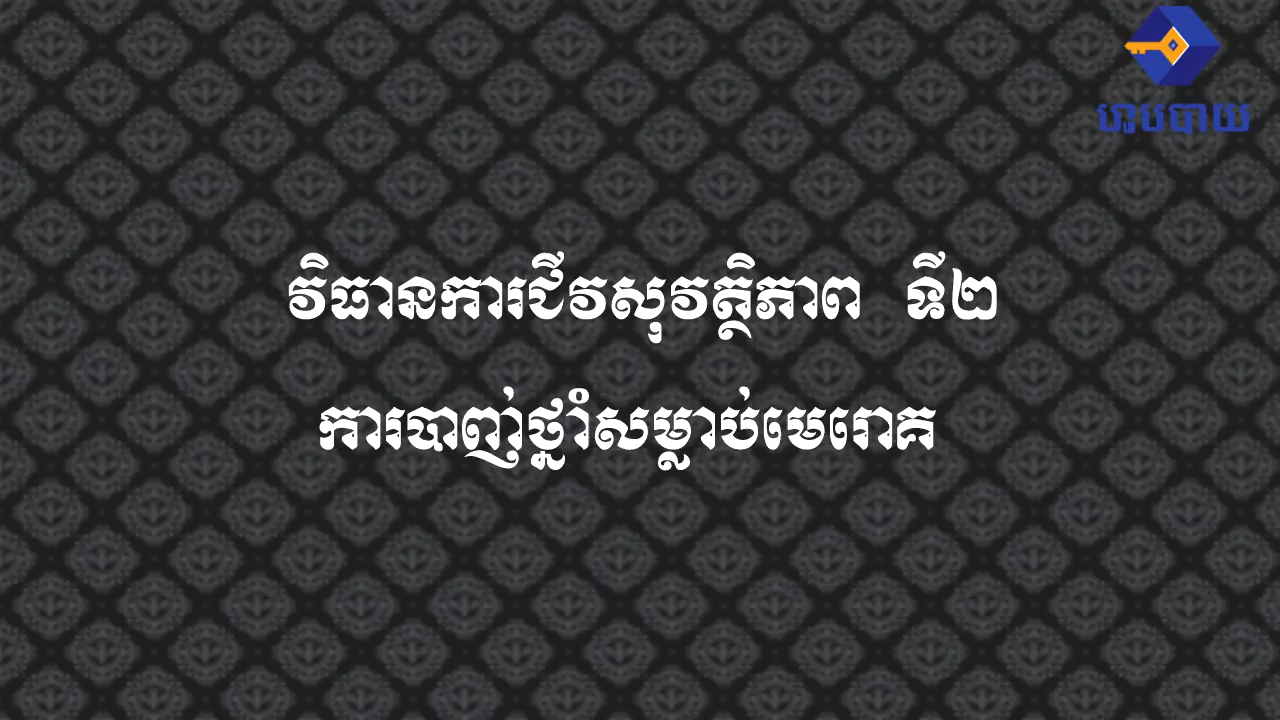 ហូបបាយ
វិធានការជីវសុវត្ថិភាព ទី២
ការបាញ់ថ្នាំសម្លាប់មេរោគ